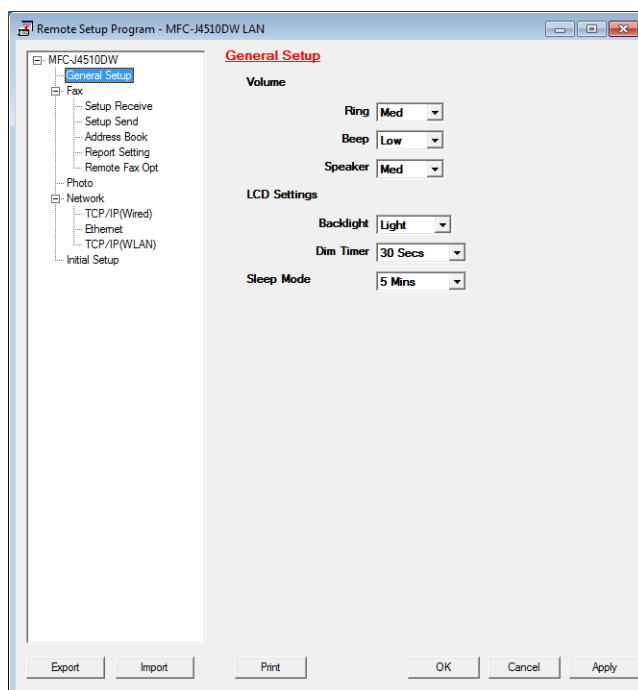 Remote Setup Program - MFC-J4510DW LAN
MFC-J4510DW
General Setup
Fax
Setup Receive
Setup Send
Address Book
Report Setting
Remote Fax Opt
Photo
Network
TCP/IP(Wired)
Ethernet
TCP/IP(WLAN)
Initial Setup
General Setup
Volume
Ring Med
Beep Low
Speaker Med
LCD Settings
Backlight Light
Dim Timer 30 Secs
Sleep Mode 5 Mins
Export Import Print OK Cancel Apply